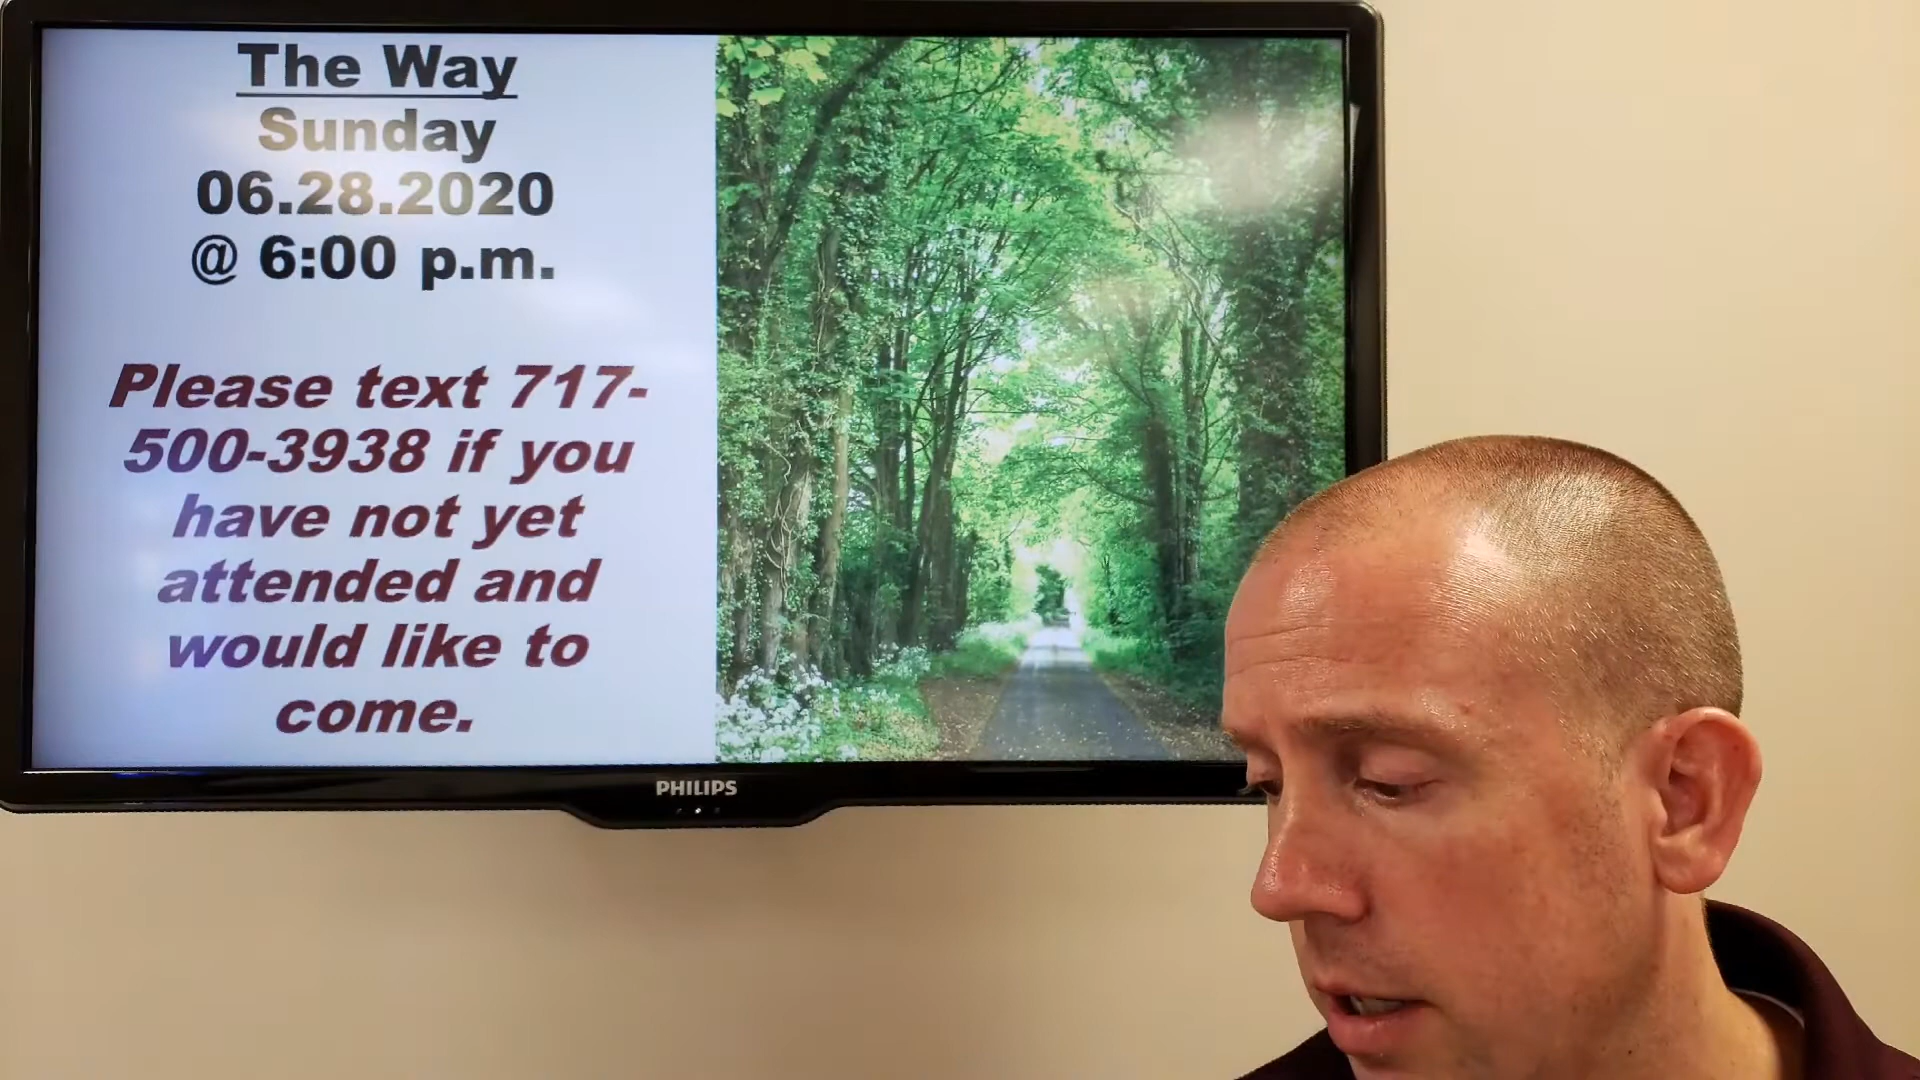 The Way
Sunday
06.28.2020
@ 6:00 p.m.
Please text 717-
500-3938 if you
have not yet
attended and
would like to
come.
PHILIPS